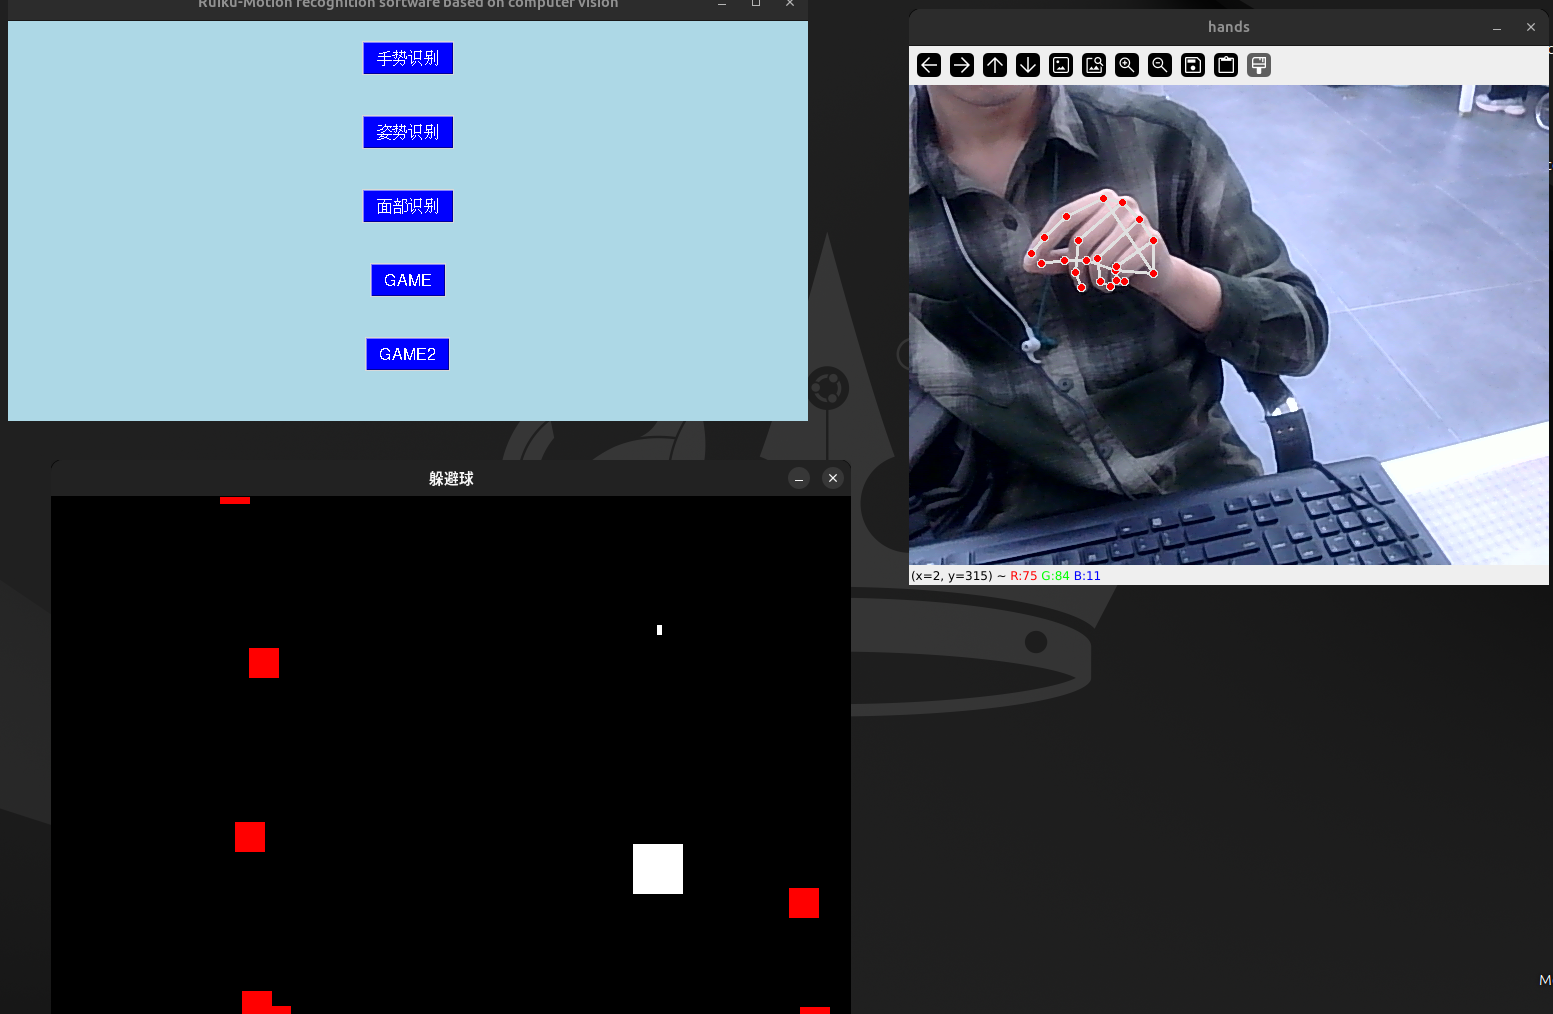 Ruiku-Motion recognition software based on computer vision
手势识别
姿势识别
面部识别
GAME
GAME2
hands
(x=2, y=315) ~ R:75 G:84 B:11
躲避球
M